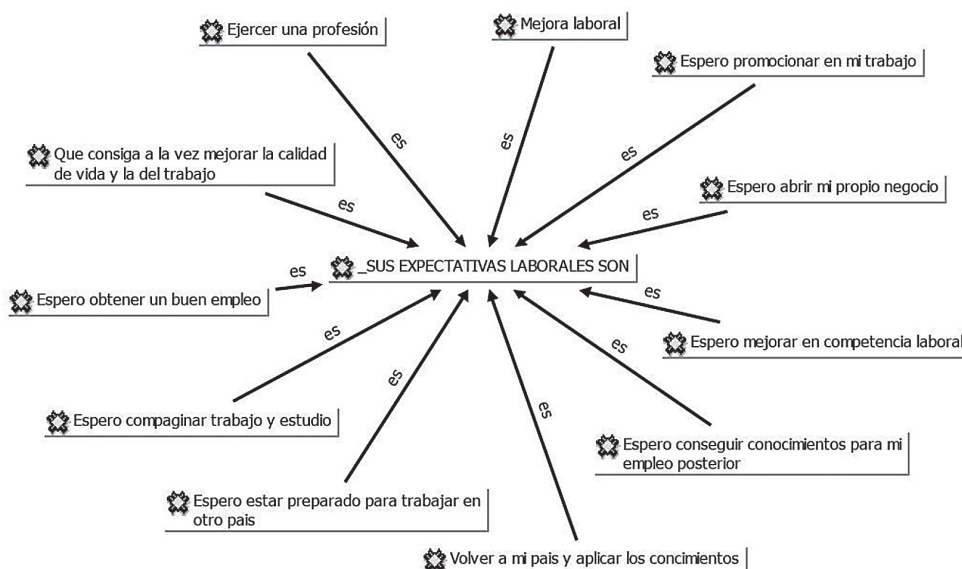 Ejercer una profesión
Mejora laboral
Espero promocionar en mi trabajo
es
es
es
Que consiga a la vez mejorar la calidad
de vida y la del trabajo
es
Espero abrir mi propio negocio
es
_SUS EXPECTATIVAS LABORALES SON
es
Espero obtener un buen empleo
es
Espero mejorar en competencia laboral
es
es
es
es
Espero compaginar trabajo y estudio
Espero conseguir conocimientos para mi
empleo posterior
Espero estar preparado para trabajar en
otro pais
Volver a mi pais y aplicar los concimientos